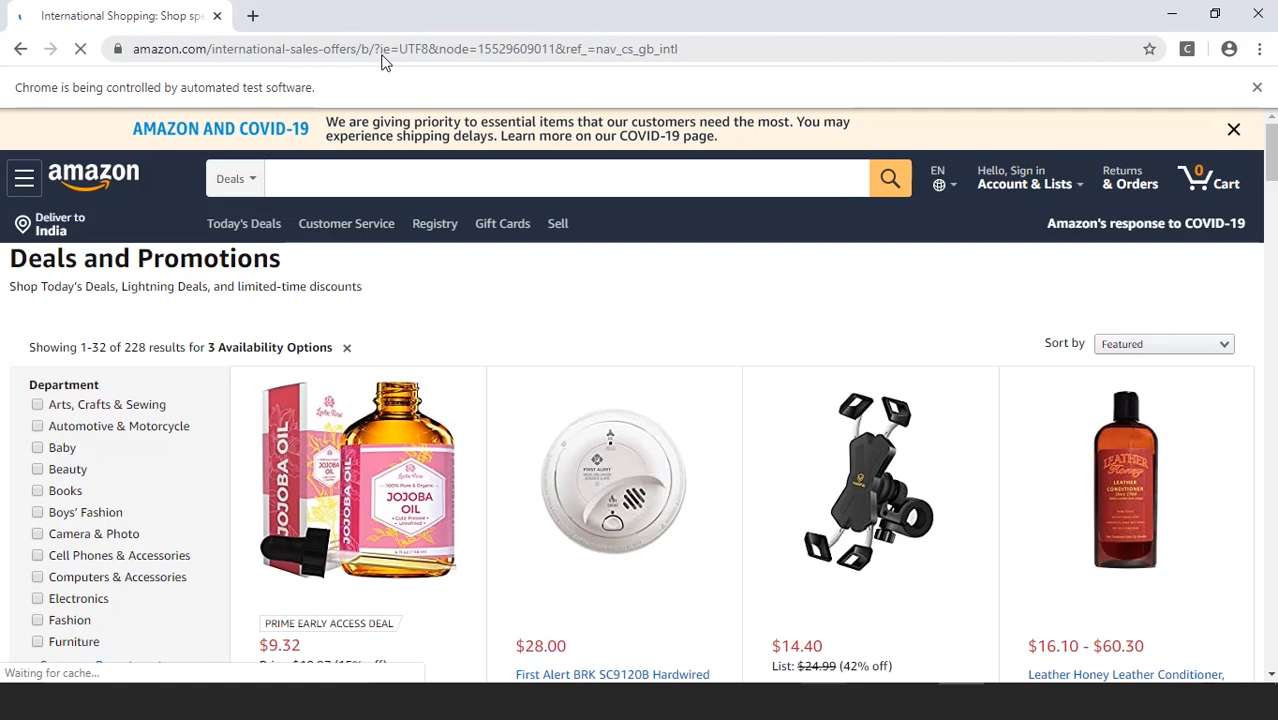 International Shopping: Shop spe
amazon.com/international-sales-offers/b/?ie=UTF8&node=15529609011&ref_=nav_cs_gb_intl
C
Chrome is being controlled by automated test software.
AMAZON AND COVID-19
We are giving priority to essential items that our customers need the most. You may
experience shipping delays. Learn more on our COVID-19 page.
amazon
Deals
EN
Hello, Sign in
Account & Lists
Returns
& Orders
0
Cart
Deliver to
India
Today's Deals
Customer Service
Registry
Gift Cards
Sell
Amazon's response to COVID-19
Deals and Promotions
Shop Today's Deals, Lightning Deals, and limited-time discounts
Showing 1-32 of 228 results for 3 Availability Options
Sort by
Featured
Department
Arts, Crafts & Sewing
Automotive & Motorcycle
Baby
Beauty
Books
Boys' Fashion
Camera & Photo
Cell Phones & Accessories
Computers & Accessories
Electronics
Fashion
Furniture
JOJOBA OIL
JOJOBA
OIL
FIRST ALERT
LEATHER
HONEY
LEATHER
CONDITIONER
PRIME EARLY ACCESS DEAL
$9.32
$28.00
First Alert BRK SC9120B Hardwired
$14.40
List: $24.99 (42% off)
$16.10 - $60.30
Leather Honey Leather Conditioner,
Waiting for cache...